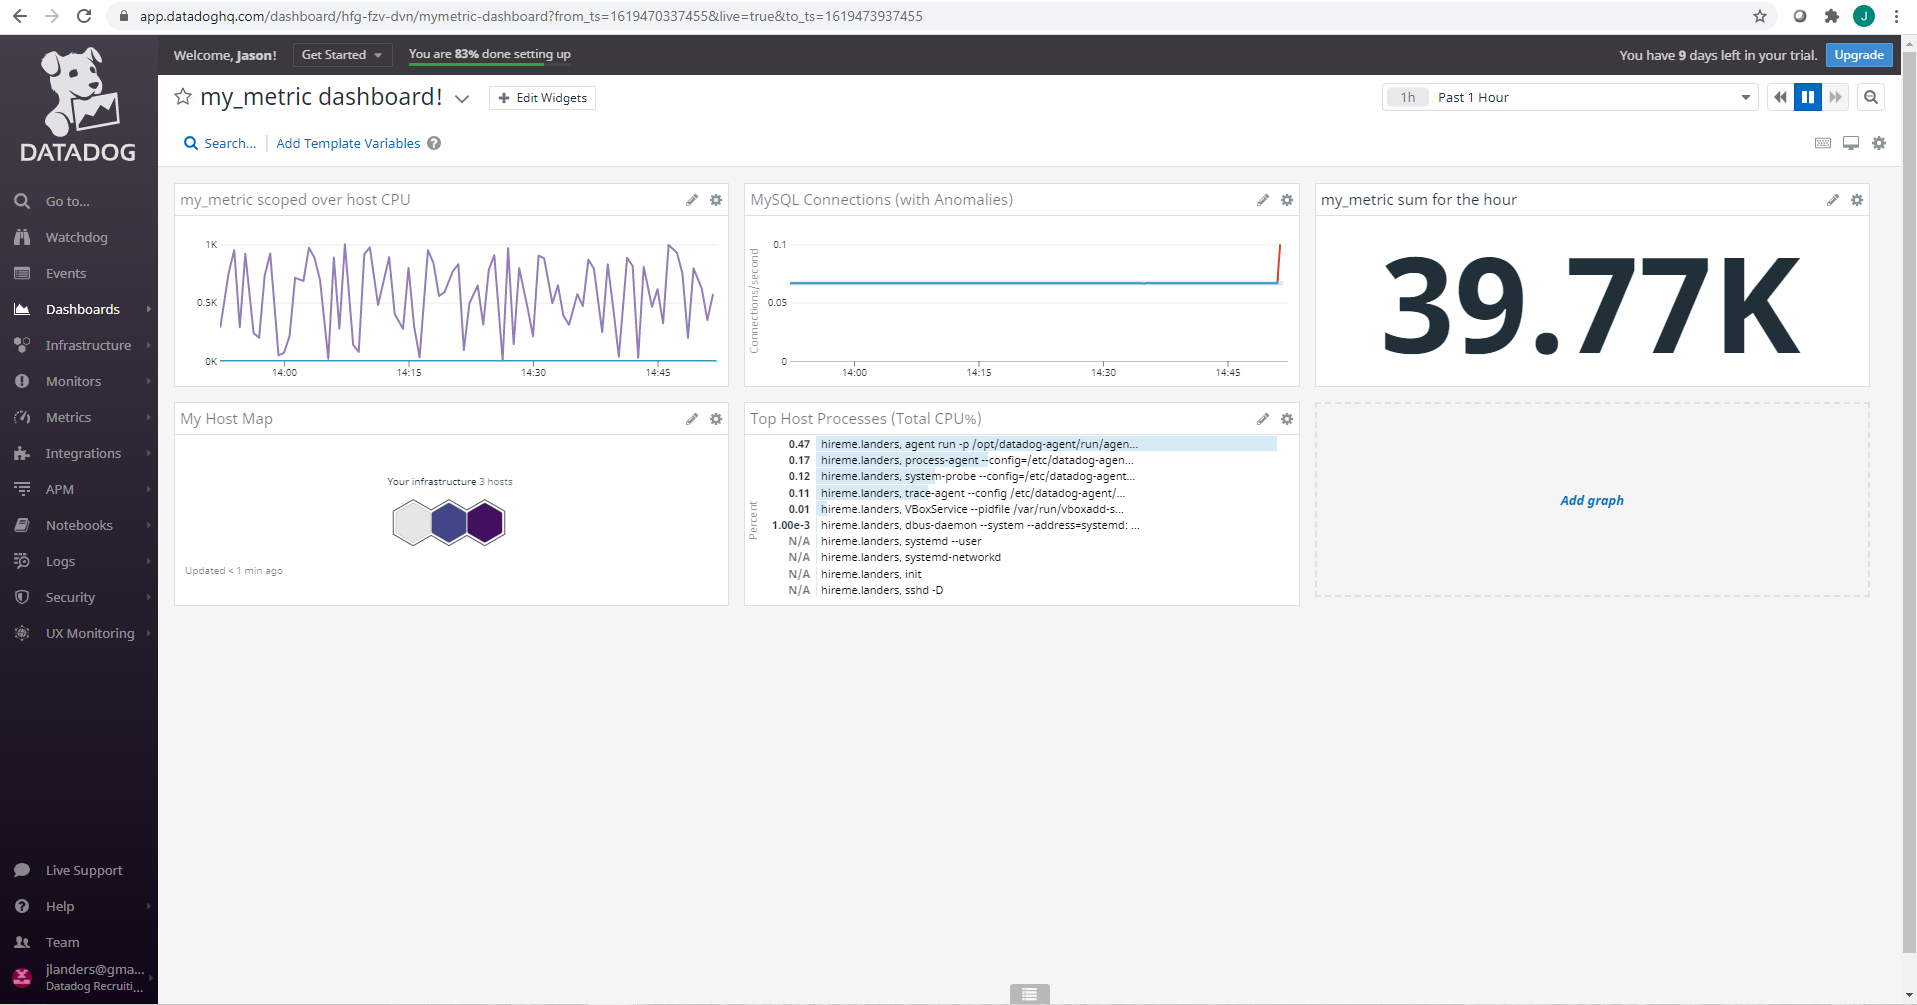 app.datadoghq.com/dashboard/hfg-fzv-dvn/mymetric-dashboard?from_ts=1619470337455&live=true&to_ts=1619473937455
J
DATADOG
Go to...
Watchdog
Events
Dashboards
Infrastructure
Monitors
Metrics
Integrations
APM
Notebooks
Logs
Security
UX Monitoring
Live Support
Help
Team
jlanders@gma...
Datadog Recruiti...
Welcome, Jason!
Get Started
You are 83% done setting up
You have 9 days left in your trial.
Upgrade
my_metric dashboard!
+ Edit Widgets
1h Past 1 Hour
Search...
Add Template Variables ?
my_metric scoped over host CPU
1K
0.5K
0K
14:00 14:15 14:30 14:45
MySQL Connections (with Anomalies)
Connections/second
0.1
0.05
0
14:00 14:15 14:30 14:45
my_metric sum for the hour
39.77K
My Host Map
Your infrastructure 3 hosts
Updated < 1 min ago
Top Host Processes (Total CPU%)
Percent
0.47 hireme.landers, agent run -p /opt/datadog-agent/run/agen...
0.17 hireme.landers, process-agent --config=/etc/datadog-agen...
0.12 hireme.landers, system-probe --config=/etc/datadog-agent...
0.11 hireme.landers, trace-agent --config /etc/datadog-agent/...
0.01 hireme.landers, VBoxService --pidfile /var/run/vboxadd-s...
1.00e-3 hireme.landers, dbus-daemon --system --address=systemd: ...
N/A hireme.landers, systemd --user
N/A hireme.landers, systemd-networkd
N/A hireme.landers, init
N/A hireme.landers, sshd -D
Add graph